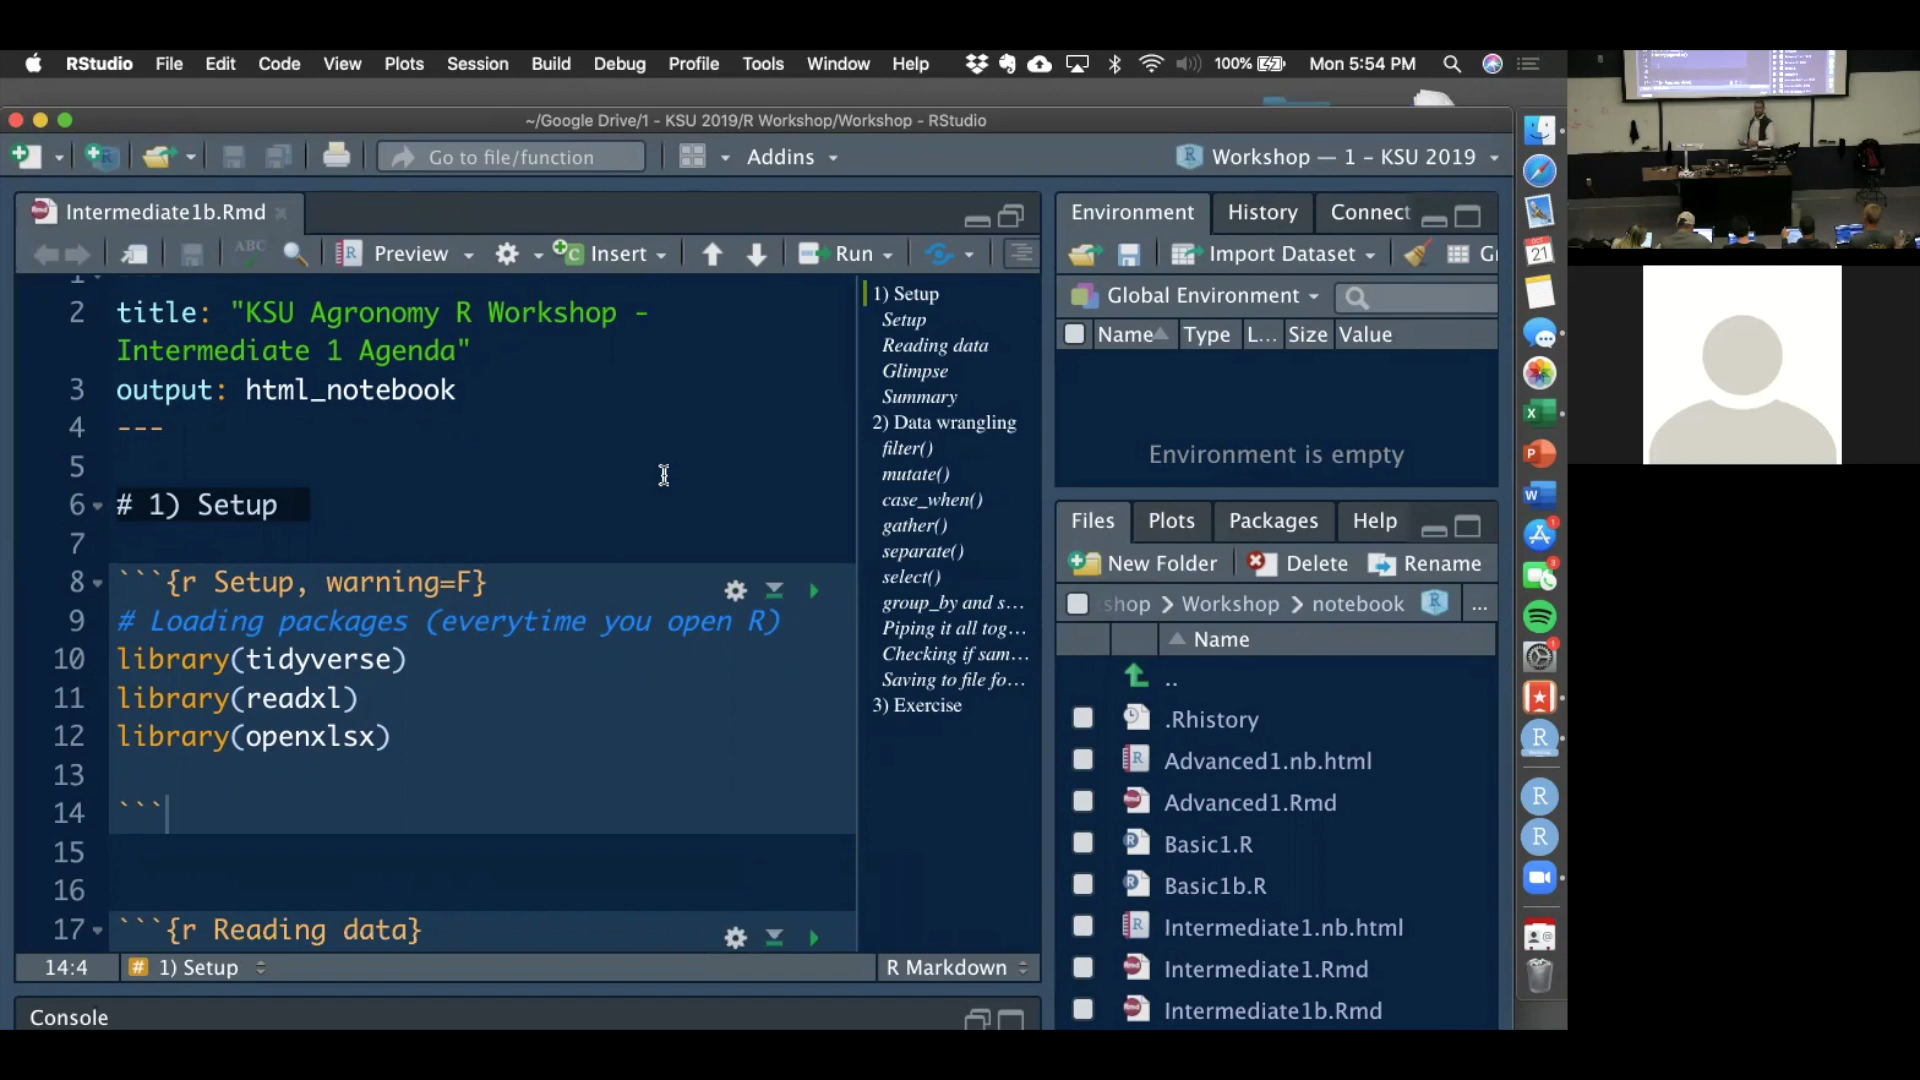 RStudio File Edit Code View Plots Session Build Debug Profile Tools Window Help 100% Mon 5:54 PM
~/Google Drive/1 - KSU 2019/R Workshop/Workshop - RStudio
Go to file/function Addins Workshop — 1 - KSU 2019
Intermediate1b.Rmd
ABC Preview Insert Run
2 title: "KSU Agronomy R Workshop -
Intermediate 1 Agenda"
3 output: html_notebook
4 ---
5
6 # 1) Setup
7
8 ```{r Setup, warning=F}
9 # Loading packages (everytime you open R)
10 library(tidyverse)
11 library(readxl)
12 library(openxlsx)
13
14 ```
15
16
17 ```{r Reading data}
14:4 # 1) Setup R Markdown
Console
1) Setup
Setup
Reading data
Glimpse
Summary
2) Data wrangling
filter()
mutate()
case_when()
gather()
separate()
select()
group_by and s...
Piping it all tog...
Checking if sam...
Saving to file fo...
3) Exercise
Environment History Connect
Import Dataset
Global Environment
Name Type L... Size Value
Environment is empty
Files Plots Packages Help
New Folder Delete Rename
shop > Workshop > notebook ...
Name
..
.Rhistory
Advanced1.nb.html
Advanced1.Rmd
Basic1.R
Basic1b.R
Intermediate1.nb.html
Intermediate1.Rmd
Intermediate1b.Rmd
OCT
21